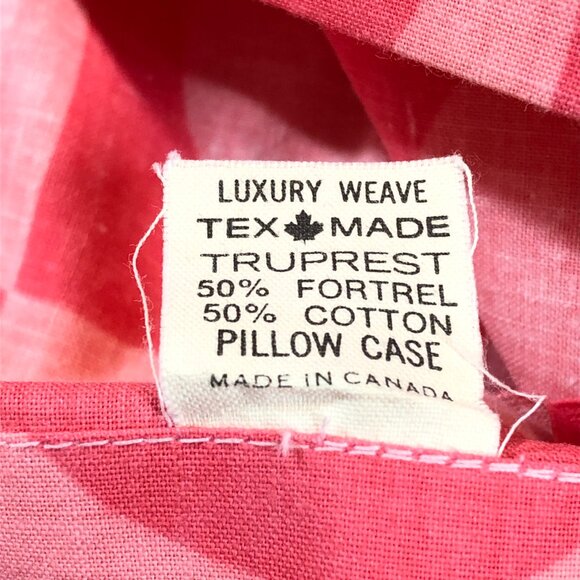 LUXURY WEAVE
TEX MADE
TRUPREST
50% FORTREL
50% COTTON
PILLOW CASE
MADE IN CANADA